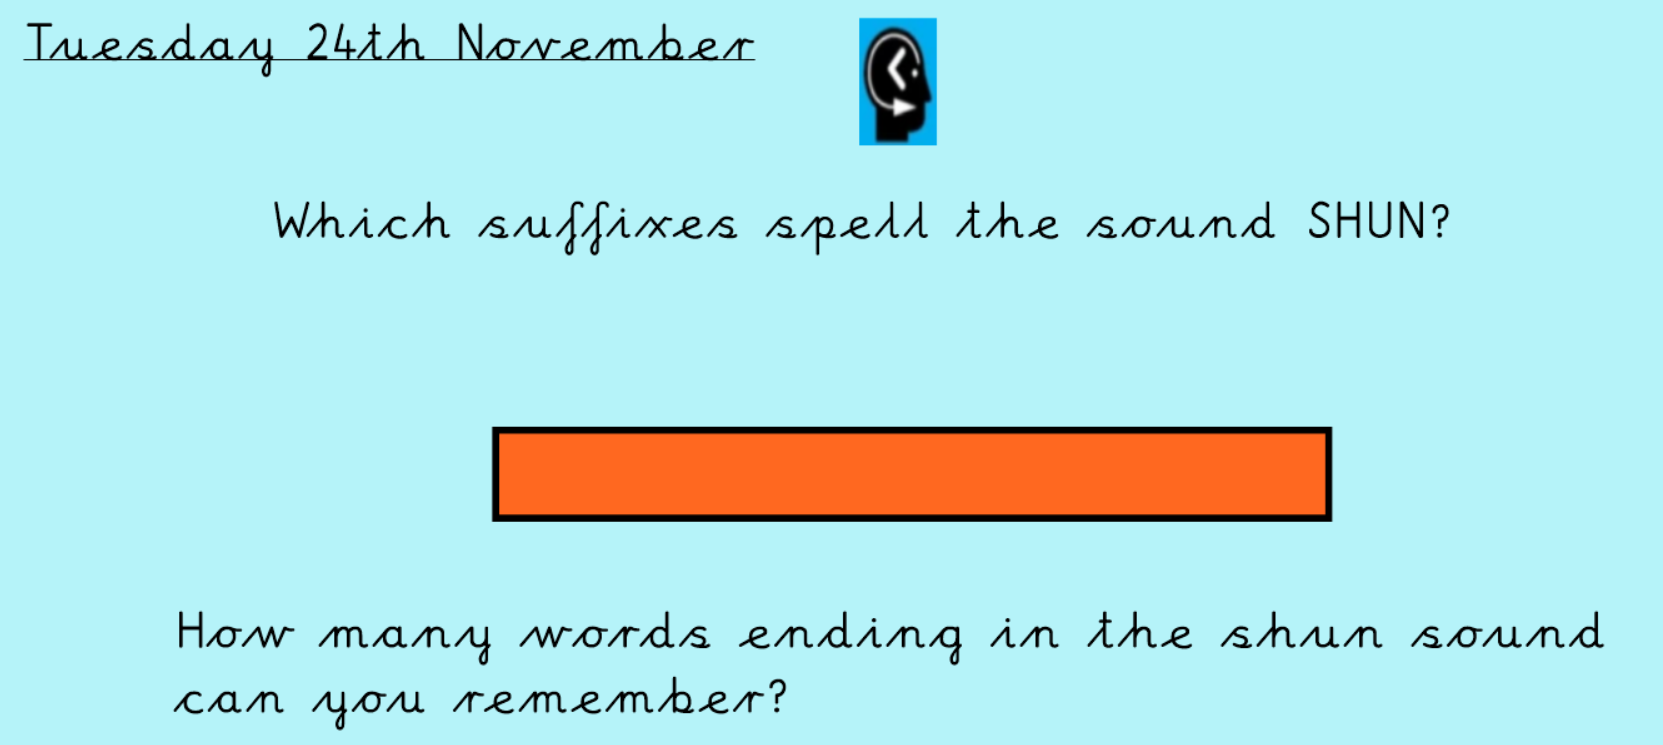 Tuesday 24th November
Which suffixes spell the sound SHUN?
How many words ending in the shun sound
can you remember?